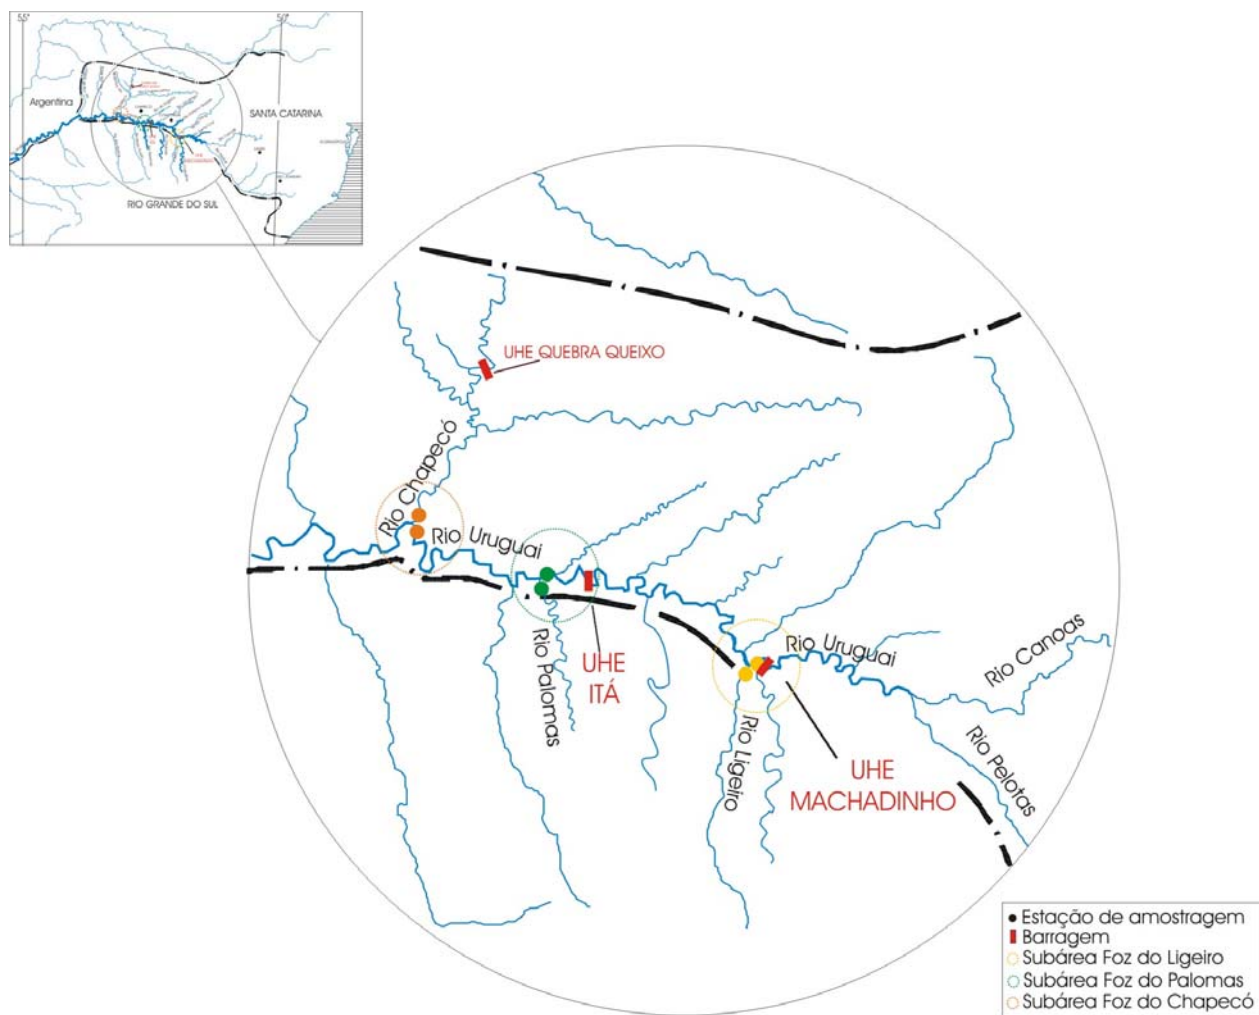 55°
50°
Argentina
SANTA CATARINA
RIO GRANDE DO SUL
UHE QUEBRA QUEIXO
Rio Chapecó
Rio Uruguai
Rio Palomas
UHE
ITÁ
Rio Uruguai
Rio Canoas
Rio Ligeiro
Rio Pelotas
UHE
MACHADINHO
Estação de amostragem
Barragem
Subárea Foz do Ligeiro
Subárea Foz do Palomas
Subárea Foz do Chapecó